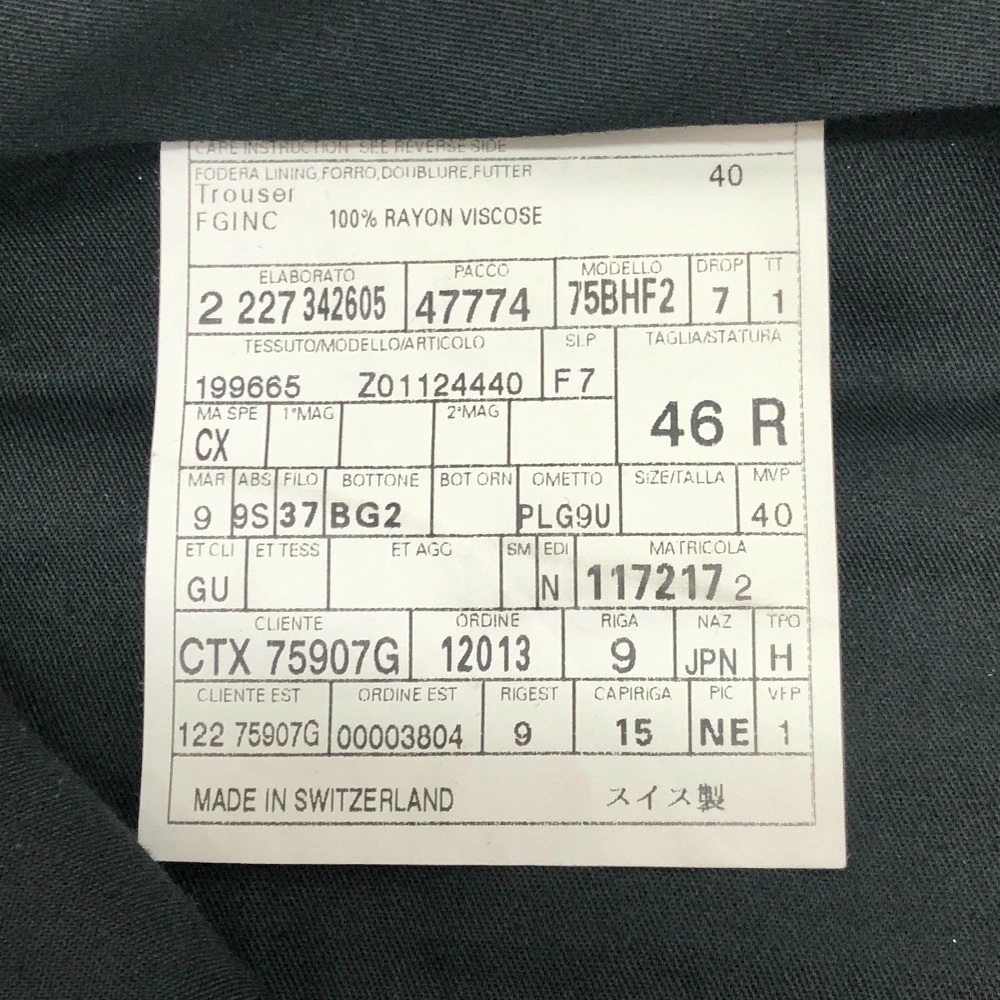 CARE INSTRUCTION SEE REVERSE SIDE
FODERA LINING,FORRO,DOUBLURE,FUTTER 40
Trouser
FGINC 100% RAYON VISCOSE
ELABORATO PACCO MODELLO DROP TT
2 227 342605 47774 75BHF2 7 1
TESSUTO/MODELLO/ARTICOLO SLP TAGLIA/STATURA
199665 Z01124440 F7 46 R
MA SPE 1°MAG 2°MAG
CX
MAR ABS FILO BOTTONE BOT ORN OMETTO SIZE/TALLA MVP
9 9S 37 BG2 PLG9U 40
ET CLI ET TESS ET AGG SM EDI MATRICOLA
GU N 117217 2
CLIENTE ORDINE RIGA NAZ TPO
CTX 75907G 12013 9 JPN H
CLIENTE EST ORDINE EST RIGEST CAPIRIGA PIC VFP
122 75907G 00003804 9 15 NE 1
MADE IN SWITZERLAND スイス製